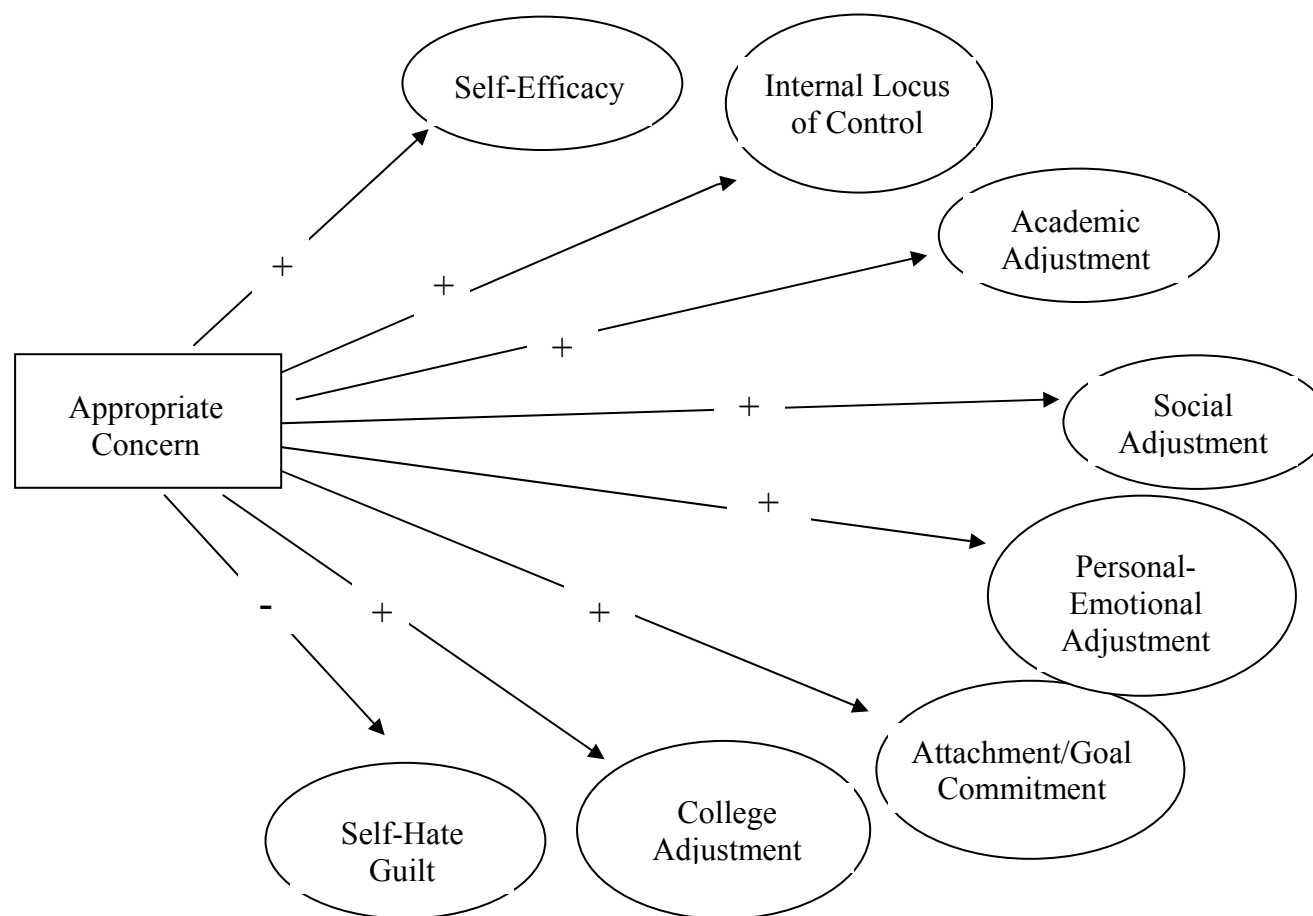 Self-Efficacy
Internal Locus
of Control
Academic
Adjustment
+
+
+
Appropriate
Concern
+
Social
Adjustment
+
Personal-
Emotional
Adjustment
-
+
+
Attachment/Goal
Commitment
College
Adjustment
Self-Hate
Guilt